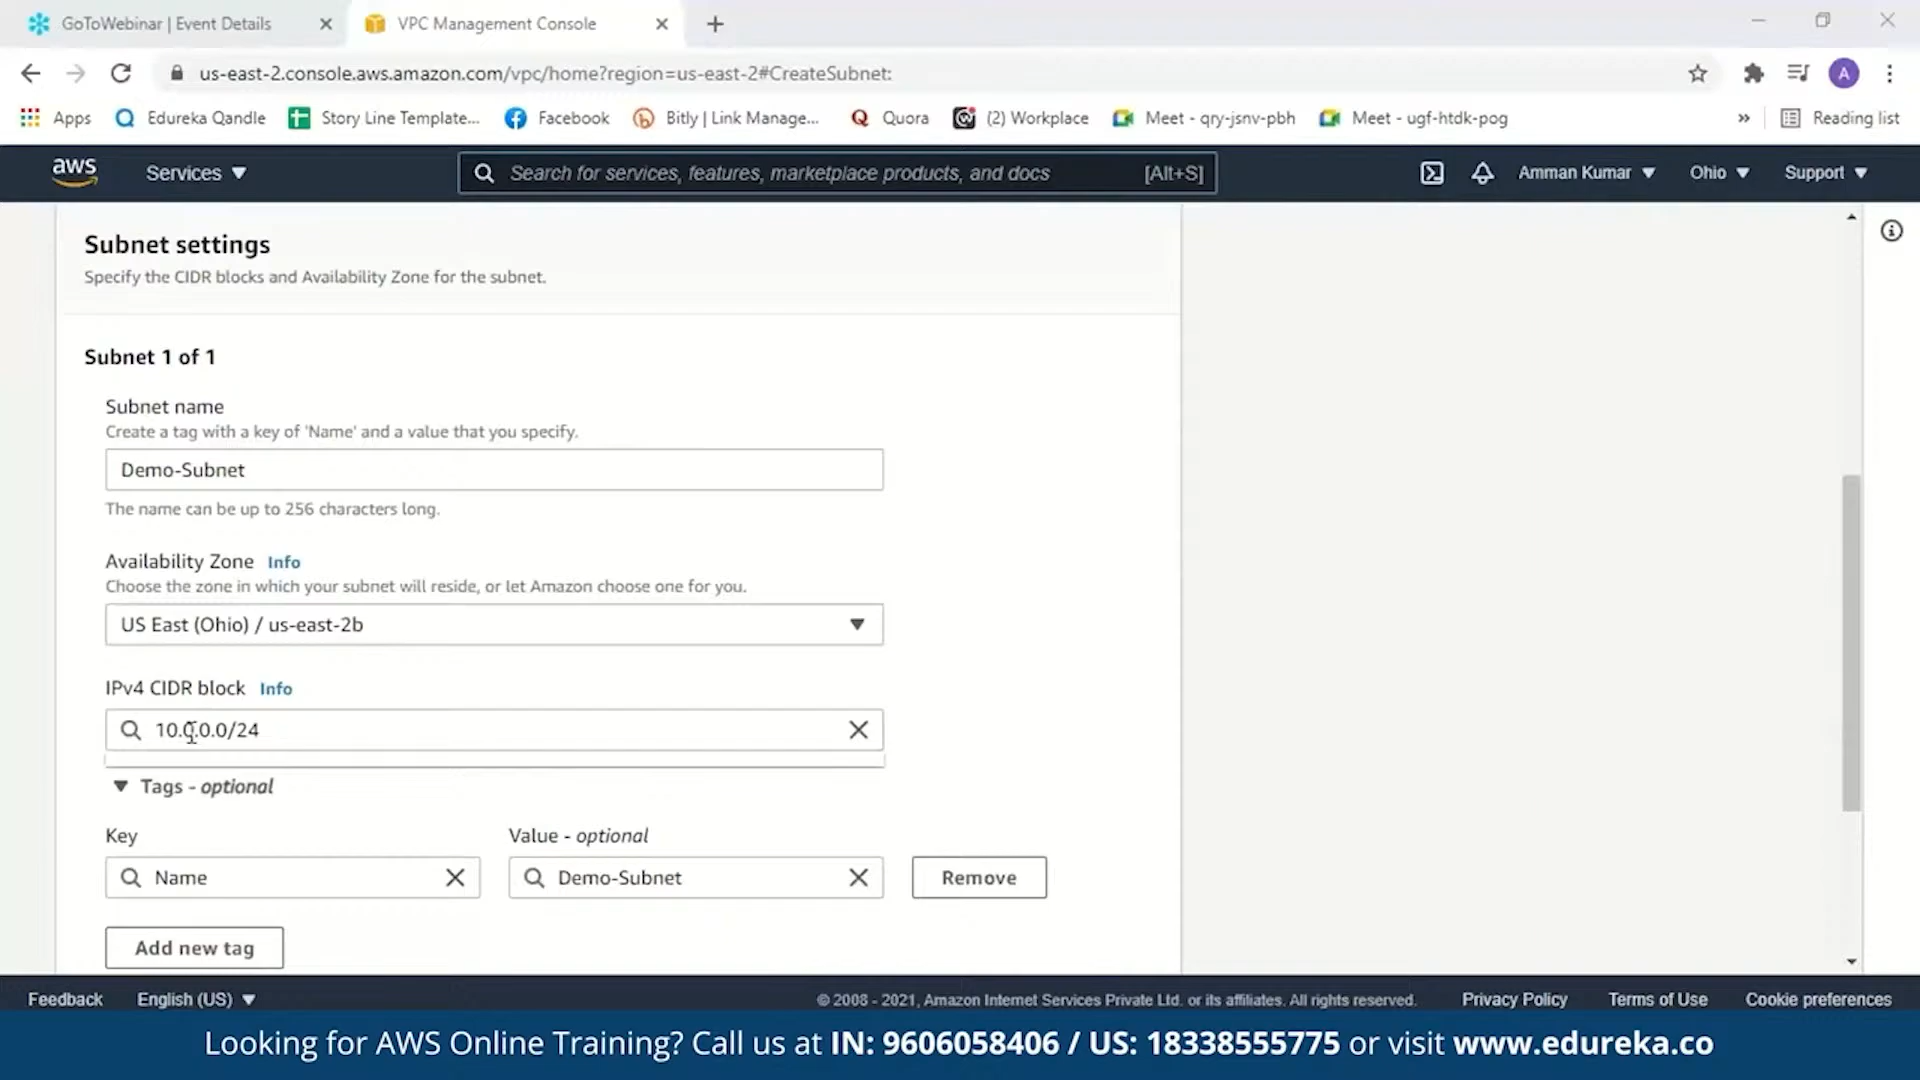 GoToWebinar | Event Details
VPC Management Console
us-east-2.console.aws.amazon.com/vpc/home?region=us-east-2#CreateSubnet:
A
Apps
Edureka Qandle
Story Line Template...
Facebook
Bitly | Link Manage...
Quora
(2) Workplace
Meet - qry-jsnv-pbh
Meet - ugf-htdk-pog
»
Reading list
aws
Services
Search for services, features, marketplace products, and docs
[Alt+S]
Amman Kumar
Ohio
Support
Subnet settings
Specify the CIDR blocks and Availability Zone for the subnet.
Subnet 1 of 1
Subnet name
Create a tag with a key of 'Name' and a value that you specify.
Demo-Subnet
The name can be up to 256 characters long.
Availability Zone Info
Choose the zone in which your subnet will reside, or let Amazon choose one for you.
US East (Ohio) / us-east-2b
IPv4 CIDR block Info
10.0.0.0/24
Tags - optional
Key
Value - optional
Name
Demo-Subnet
Remove
Add new tag
Feedback
English (US)
© 2008 - 2021, Amazon Internet Services Private Ltd. or its affiliates. All rights reserved.
Privacy Policy
Terms of Use
Cookie preferences
Looking for AWS Online Training? Call us at IN: 9606058406 / US: 18338555775 or visit www.edureka.co